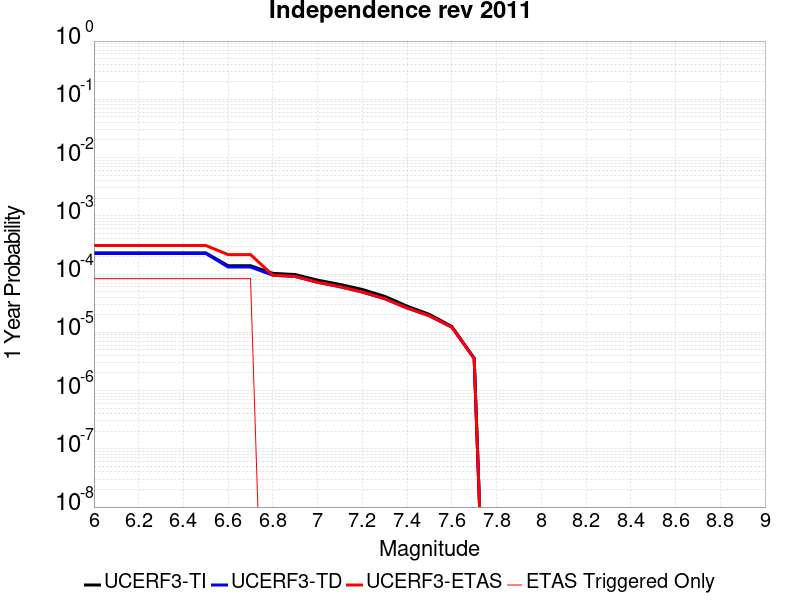 Independence rev 2011
10^0
10^-1
10^-2
10^-3
10^-4
10^-5
10^-6
10^-7
10^-8
1 Year Probability
6 6.2 6.4 6.6 6.8 7 7.2 7.4 7.6 7.8 8 8.2 8.4 8.6 8.8 9
Magnitude
UCERF3-TI UCERF3-TD UCERF3-ETAS ETAS Triggered Only